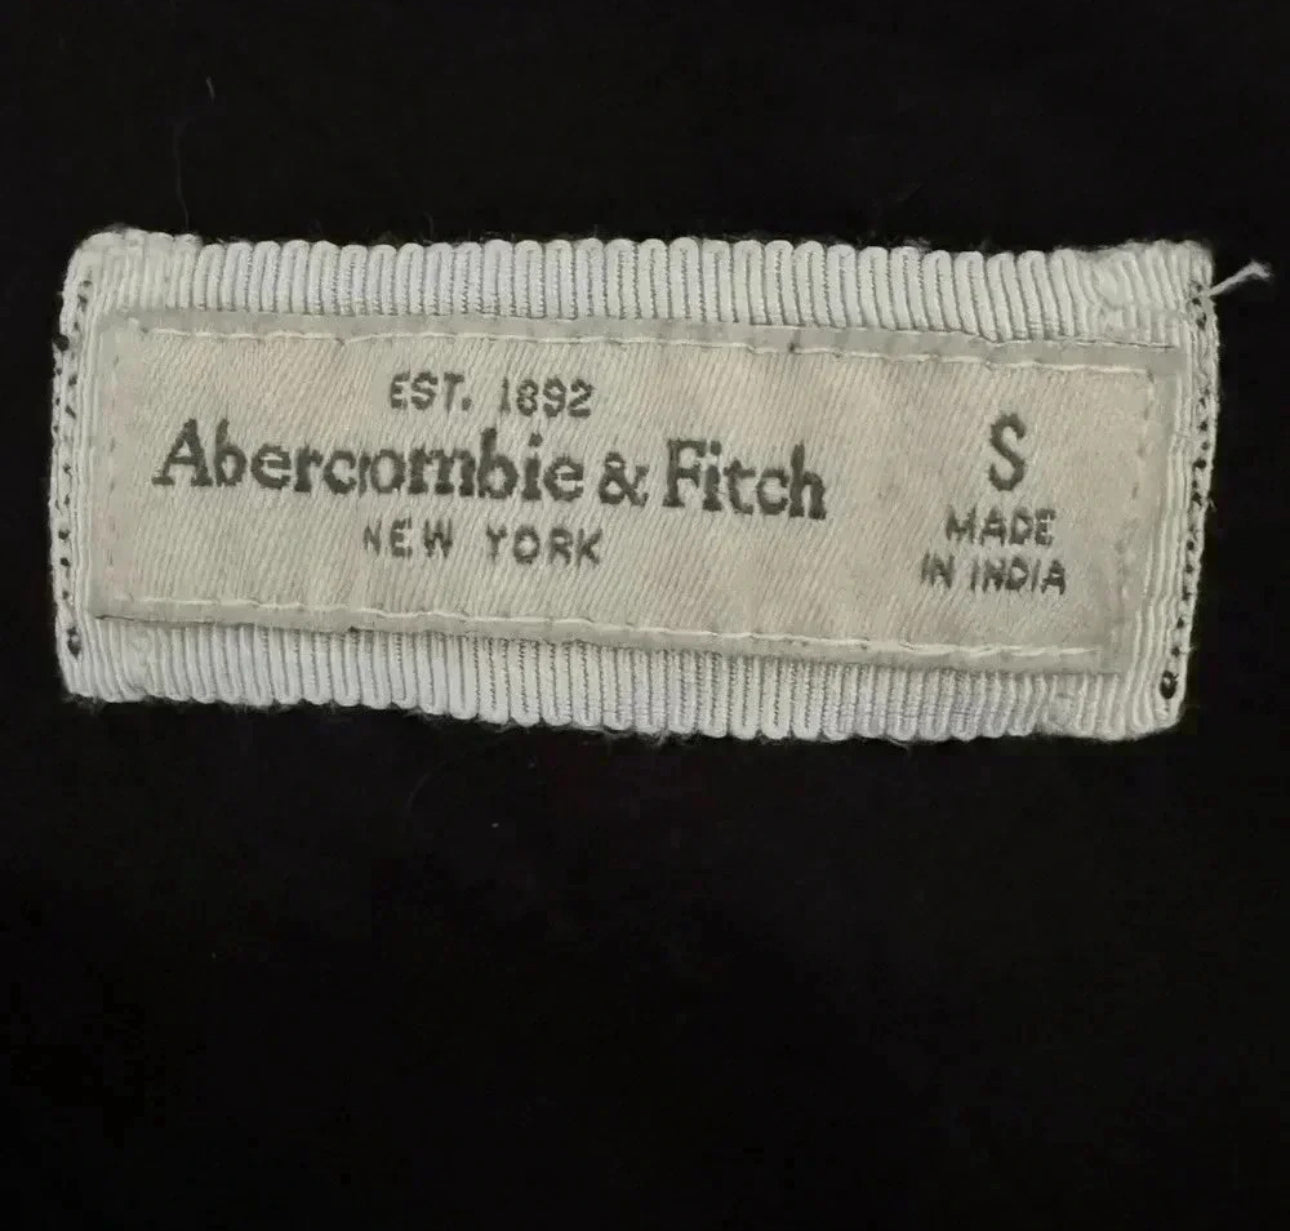 EST. 1892
Abercrombie & Fitch
NEW YORK
S
MADE
IN INDIA